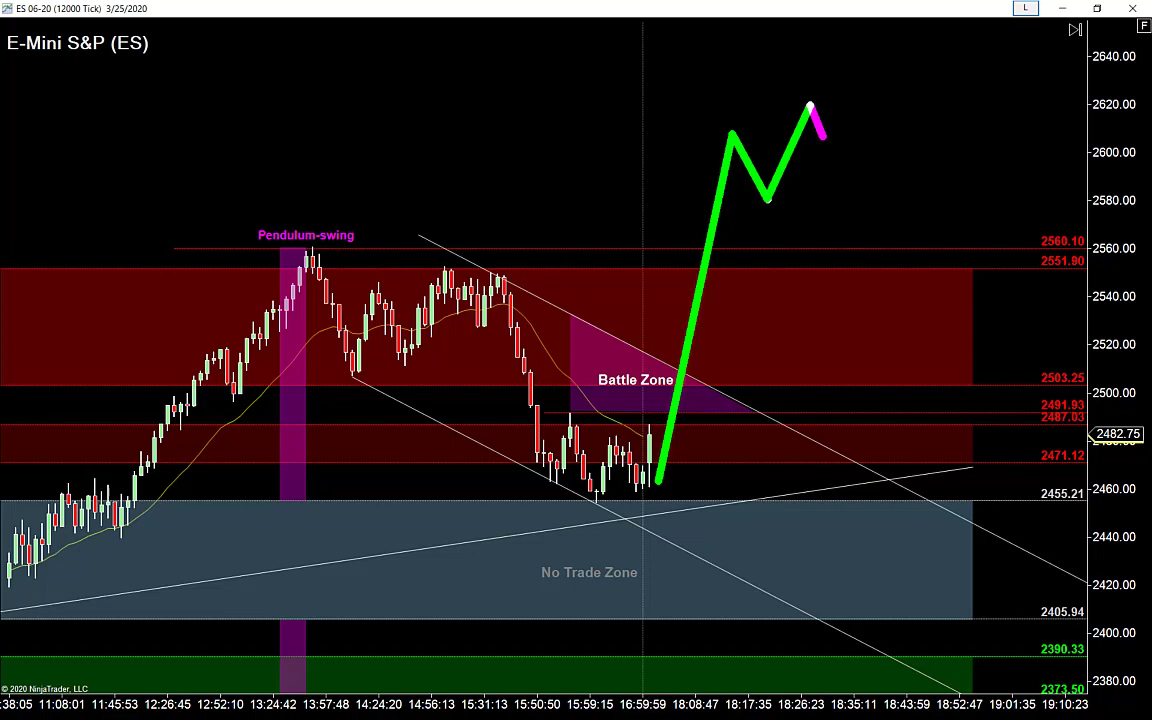 ES 06-20 (12000 Tick) 3/25/2020
L
F
E-Mini S&P (ES)
2640.00
2620.00
2600.00
2580.00
Pendulum-swing
2560.10
2560.00
2551.90
2540.00
2520.00
Battle Zone
2503.25
2500.00
2491.93
2487.03
2482.75
2471.12
2455.21
2460.00
2440.00
No Trade Zone
2420.00
2405.94
2400.00
2390.33
2380.00
2373.50
© 2020 NinjaTrader, LLC
:38:05 11:08:01 11:45:53 12:26:45 12:52:10 13:24:42 13:57:48 14:24:20 14:56:13 15:31:13 15:50:50 15:59:15 16:59:59 18:08:47 18:17:35 18:26:23 18:35:11 18:43:59 18:52:47 19:01:35 19:10:23